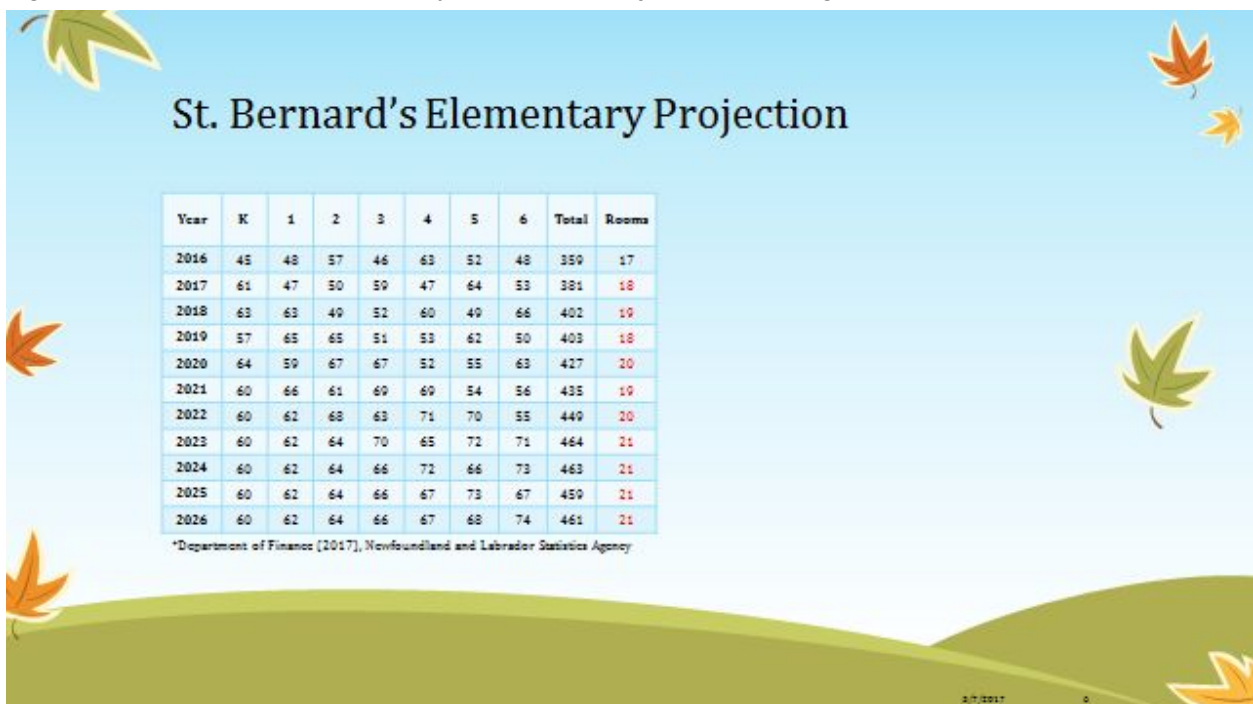 St. Bernard's Elementary Projection
Year K 1 2 3 4 5 6 Total Rooms
2016 45 48 57 46 63 52 48 359 17
2017 61 47 50 59 47 64 53 381 18
2018 63 63 49 52 60 49 66 402 19
2019 57 65 65 51 53 62 50 403 18
2020 64 59 67 67 52 55 63 427 20
2021 60 66 61 69 69 54 56 435 19
2022 60 62 68 63 71 70 55 449 20
2023 60 62 64 70 65 72 71 464 21
2024 60 62 64 66 72 66 73 463 21
2025 60 62 64 66 67 73 67 459 21
2026 60 62 64 66 67 68 74 461 21
*Department of Finance (2017), Newfoundland and Labrador Statistics Agency